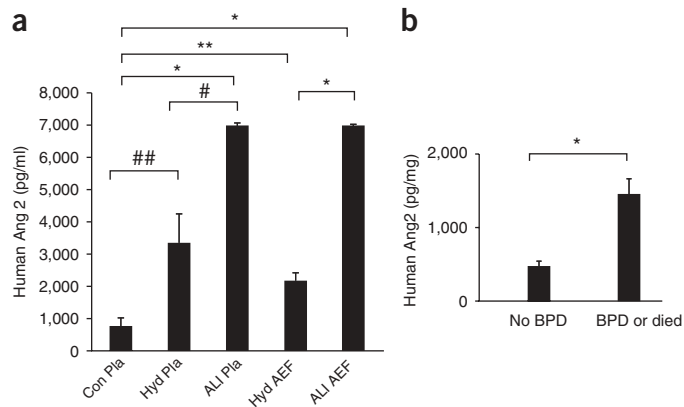 a
b
*
**
*
#
*
##
8,000
7,000
6,000
5,000
4,000
3,000
2,000
1,000
0
Human Ang 2 (pg/ml)
Con Pla
Hyd Pla
ALI Pla
Hyd AEF
ALI AEF
*
2,000
1,000
0
Human Ang2 (pg/mg)
No BPD
BPD or died